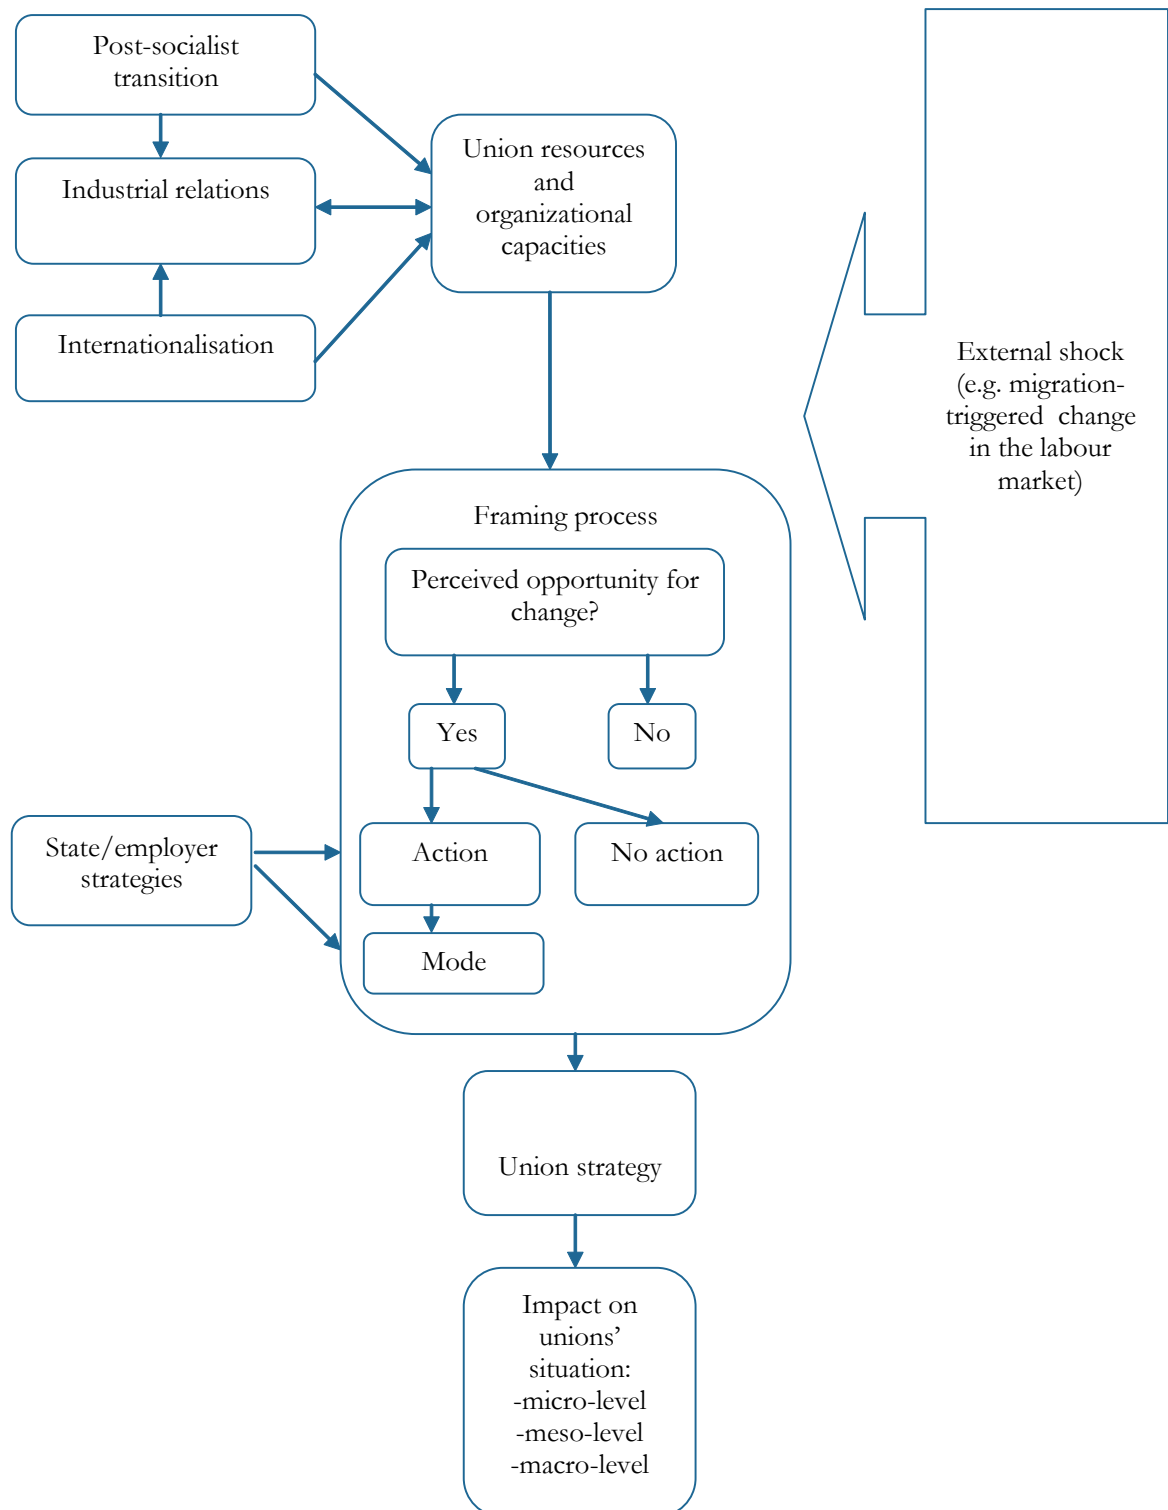 Post-socialist
transition
Industrial relations
Internationalisation
Union resources
and
organizational
capacities
External shock
(e.g. migration-
triggered change
in the labour
market)
Framing process
Perceived opportunity for
change?
Yes
No
Action
No action
Mode
State/employer
strategies
Union strategy
Impact on
unions’
situation:
-micro-level
-meso-level
-macro-level